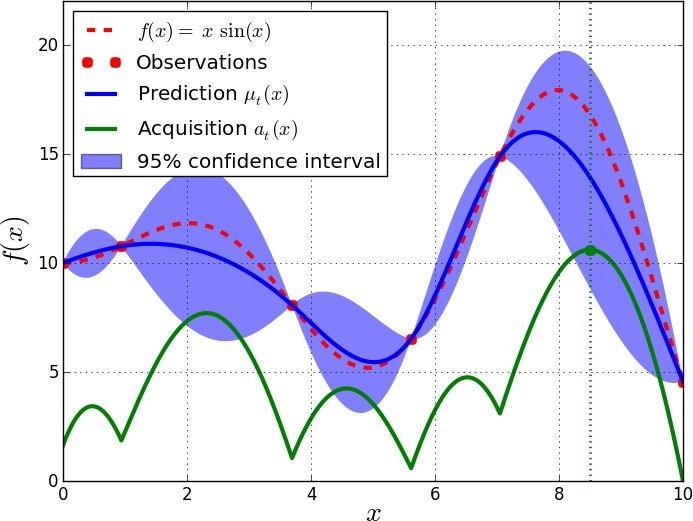 f(x) = x sin(x)
Observations
Prediction μₜ(x)
Acquisition aₜ(x)
95% confidence interval
f(x)
20
15
10
5
0
0 2 4 6 8 10
x